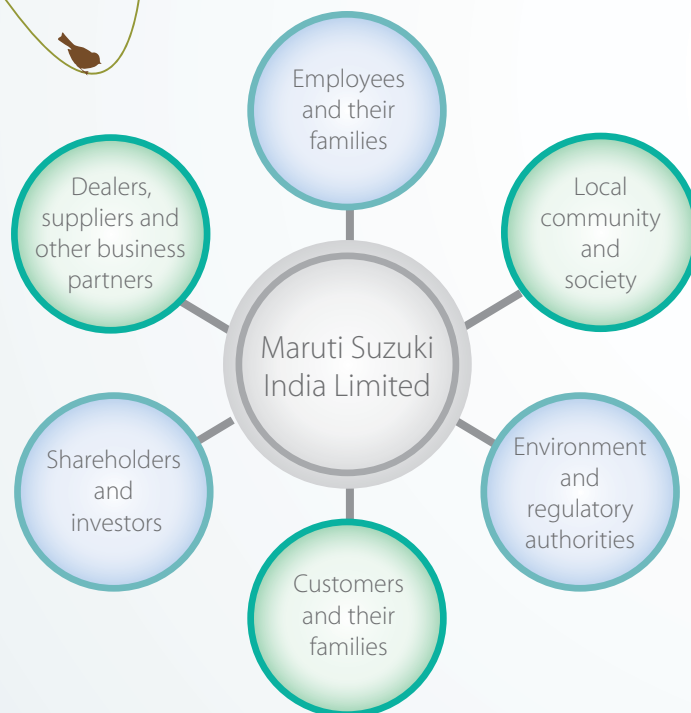 Employees
and their
families
Dealers,
suppliers and
other business
partners
Local
community
and
society
Maruti Suzuki
India Limited
Shareholders
and
investors
Environment
and
regulatory
authorities
Customers
and their
families